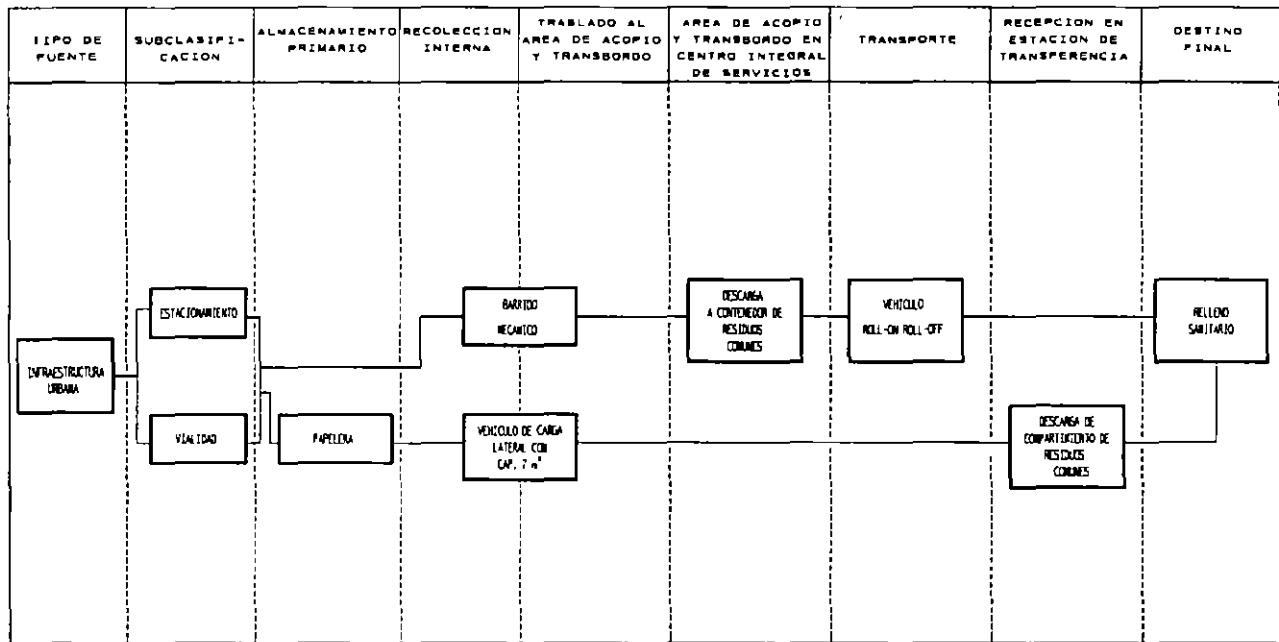 TIPO DE
FUENTE
SUBCLASIFI-
CACION
ALMACENAMIENTO
PRIMARIO
RECOLECCION
INTERNA
TRASLADO AL
AREA DE ACOPIO
Y TRANSBORDO
AREA DE ACOPIO
Y TRANSBORDO EN
CENTRO INTEGRAL
DE SERVICIOS
TRANSPORTE
RECEPCION EN
ESTACION DE
TRANSFERENCIA
DESTINO
FINAL
INFRAESTRUCTURA
URBANA
ESTACIONAMIENTO
VIALIDAD
PAPELERA
BARRIDO
MECANICO
VEHICULO DE CARGA
LATERAL CON
CAP. 7 m³
DESCARGA
A CONTENEDOR DE
RESIDUOS
COMUNES
VEHICULO
ROLL-ON ROLL-OFF
DESCARGA DE
COMPARTIMIENTO DE
RESIDUOS
COMUNES
RELLENO
SANITARIO